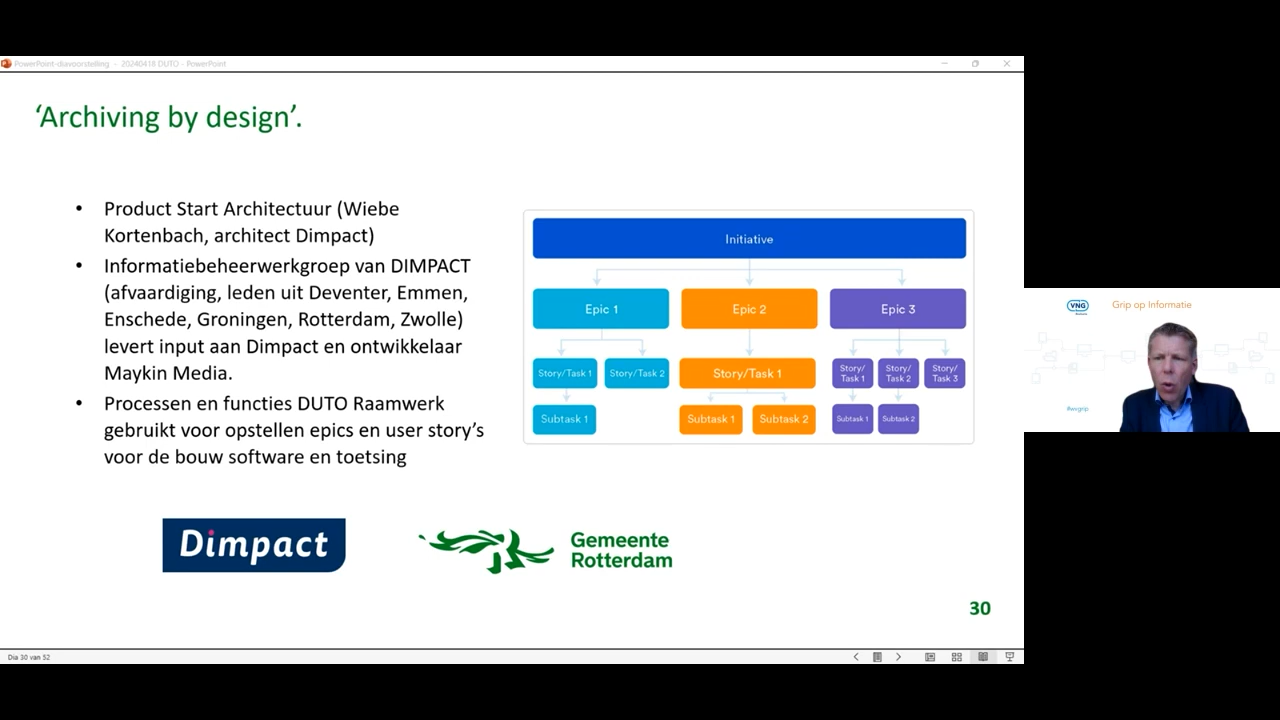 PowerPoint-diavoorstelling - 20240418 DUTO - PowerPoint
'Archiving by design'.
• Product Start Architectuur (Wiebe
Kortenbach, architect Dimpact)
• Informatiebeheerwerkgroep van DIMPACT
(afvaardiging, leden uit Deventer, Emmen,
Enschede, Groningen, Rotterdam, Zwolle)
levert input aan Dimpact en ontwikkelaar
Maykin Media.
• Processen en functies DUTO Raamwerk
gebruikt voor opstellen epics en user story's
voor de bouw software en toetsing
Initiative
Epic 1
Epic 2
Epic 3
Story/Task 1
Story/Task 2
Story/Task 1
Story/
Task 1
Story/
Task 2
Story/
Task 3
Subtask 1
Subtask 1
Subtask 2
Subtask 1
Subtask 2
Dimpact
Gemeente
Rotterdam
30
Dia 30 van 52
VNG
Grip op Informatie